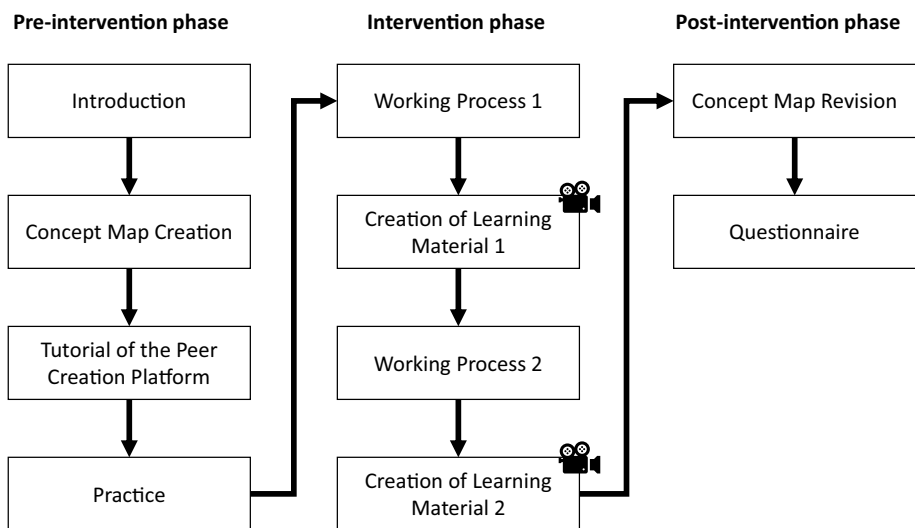 Pre-intervention phase
Introduction
Concept Map Creation
Tutorial of the Peer
Creation Platform
Practice
Intervention phase
Working Process 1
Creation of Learning
Material 1
Working Process 2
Creation of Learning
Material 2
Post-intervention phase
Concept Map Revision
Questionnaire